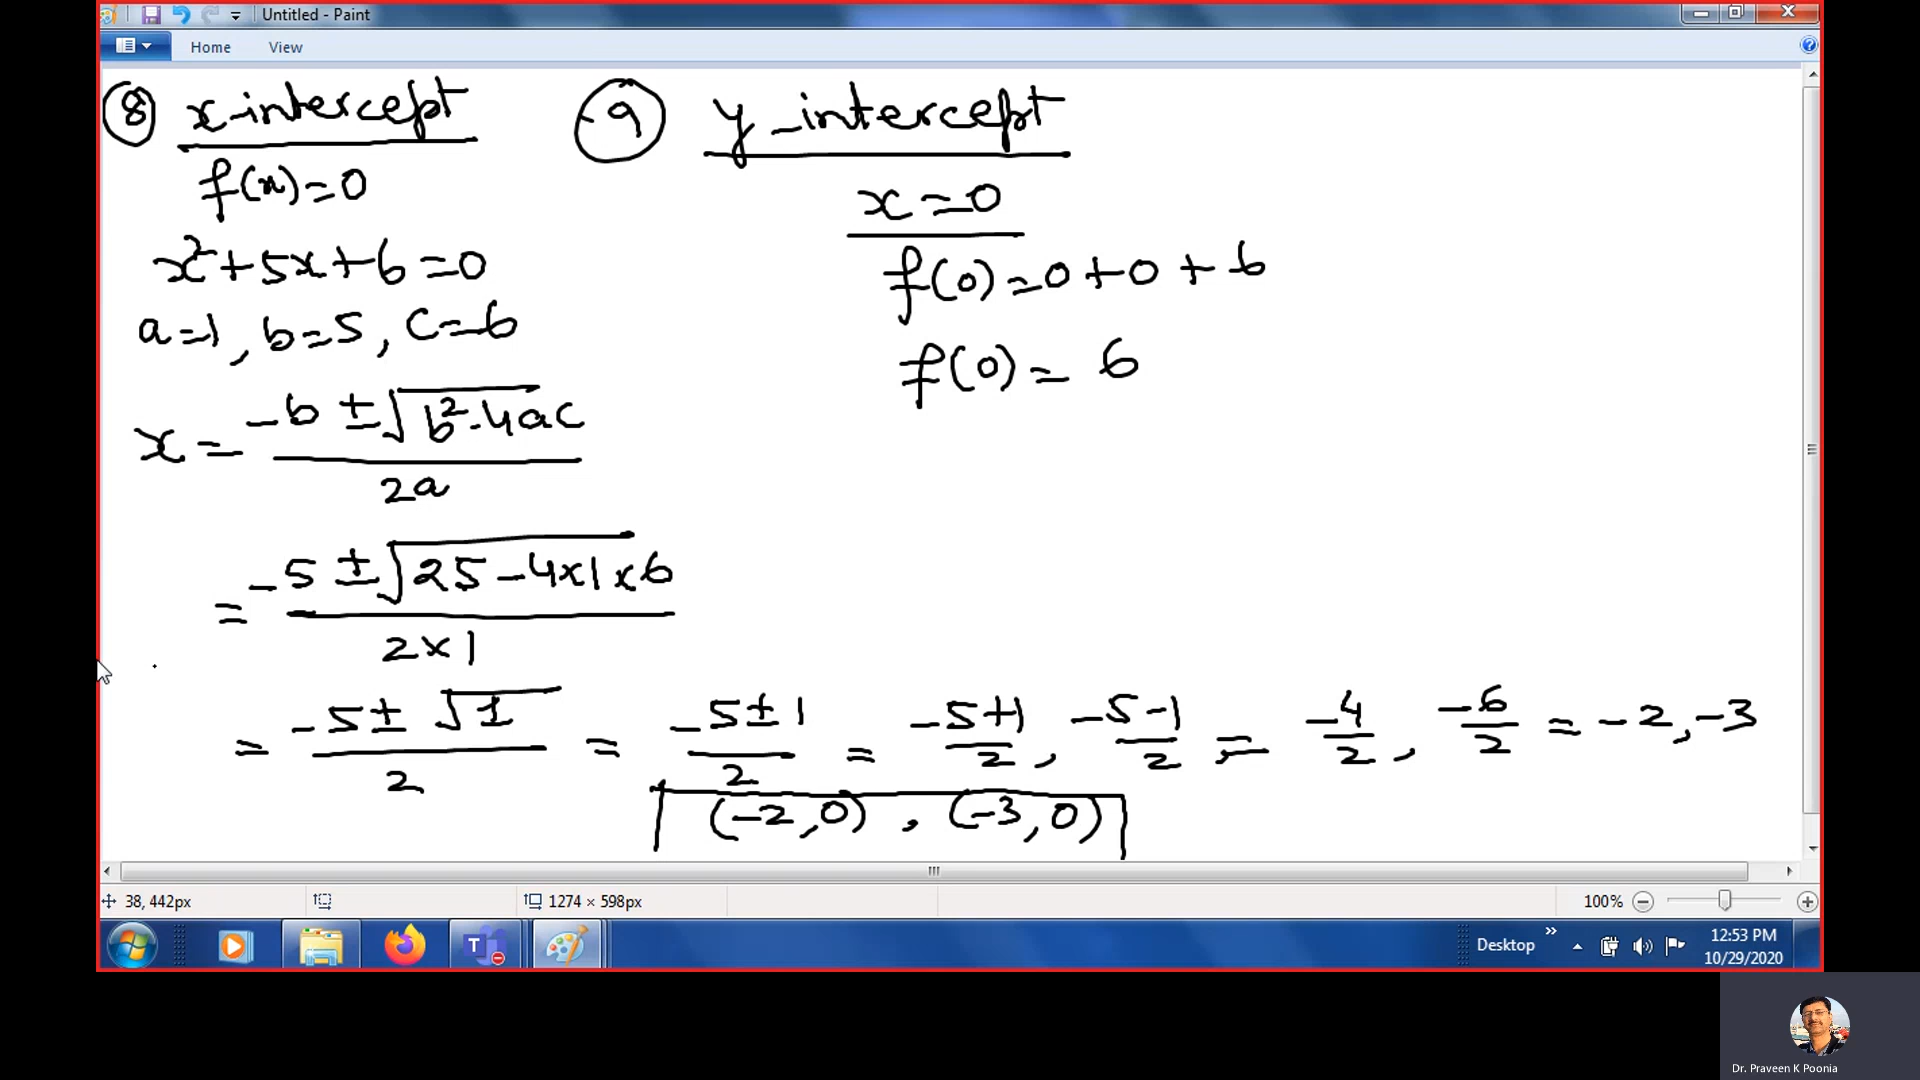 Untitled - Paint
Home View
8 x-intercept
f(x)=0
x²+5x+6=0
a=1, b=5, c=6
x = -b ± √b²-4ac / 2a
= -5 ± √25-4x1x6 / 2x1
= -5 ± √1 / 2 = -5 ± 1 / 2 = -5+1/2, -5-1/2 = -4/2, -6/2 = -2, -3
(-2,0), (-3,0)
9 y-intercept
x=0
f(0)=0+0+6
f(0)= 6
38, 442px 1274 × 598px 100%
Desktop
12:53 PM
10/29/2020
Dr. Praveen K Poonia